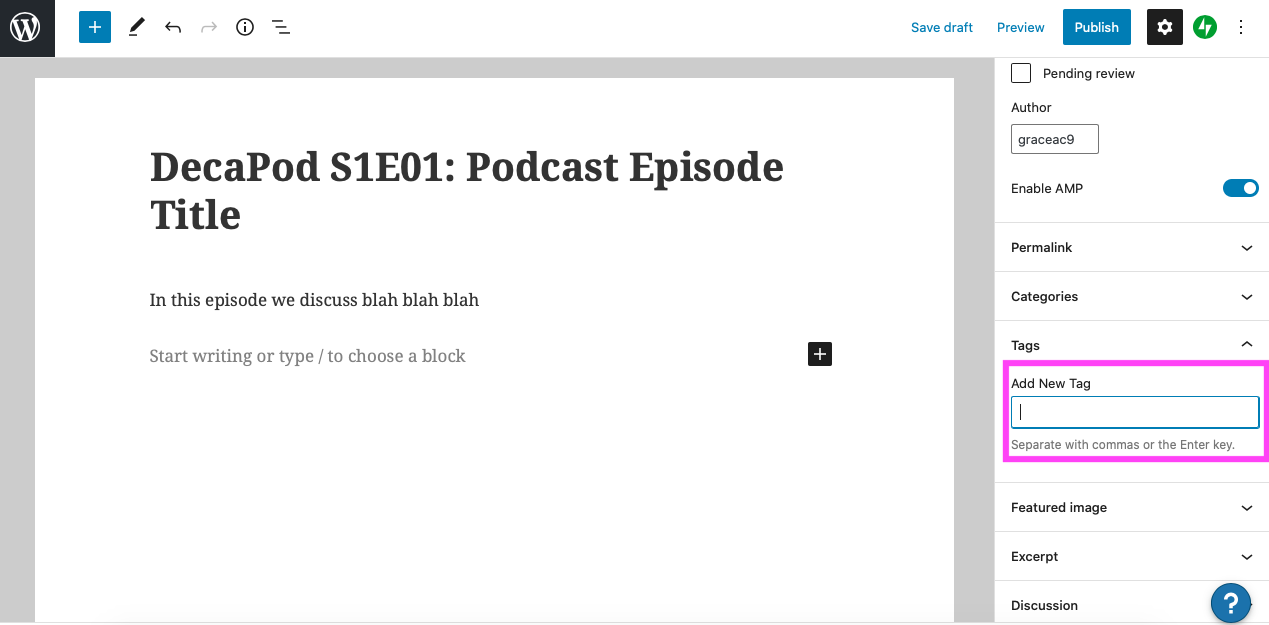 Save draft
Preview
Publish
DecaPod S1E01: Podcast Episode
Title
In this episode we discuss blah blah blah
Start writing or type / to choose a block
Pending review
Author
graceac9
Enable AMP
Permalink
Categories
Tags
Add New Tag
Separate with commas or the Enter key.
Featured image
Excerpt
Discussion
?